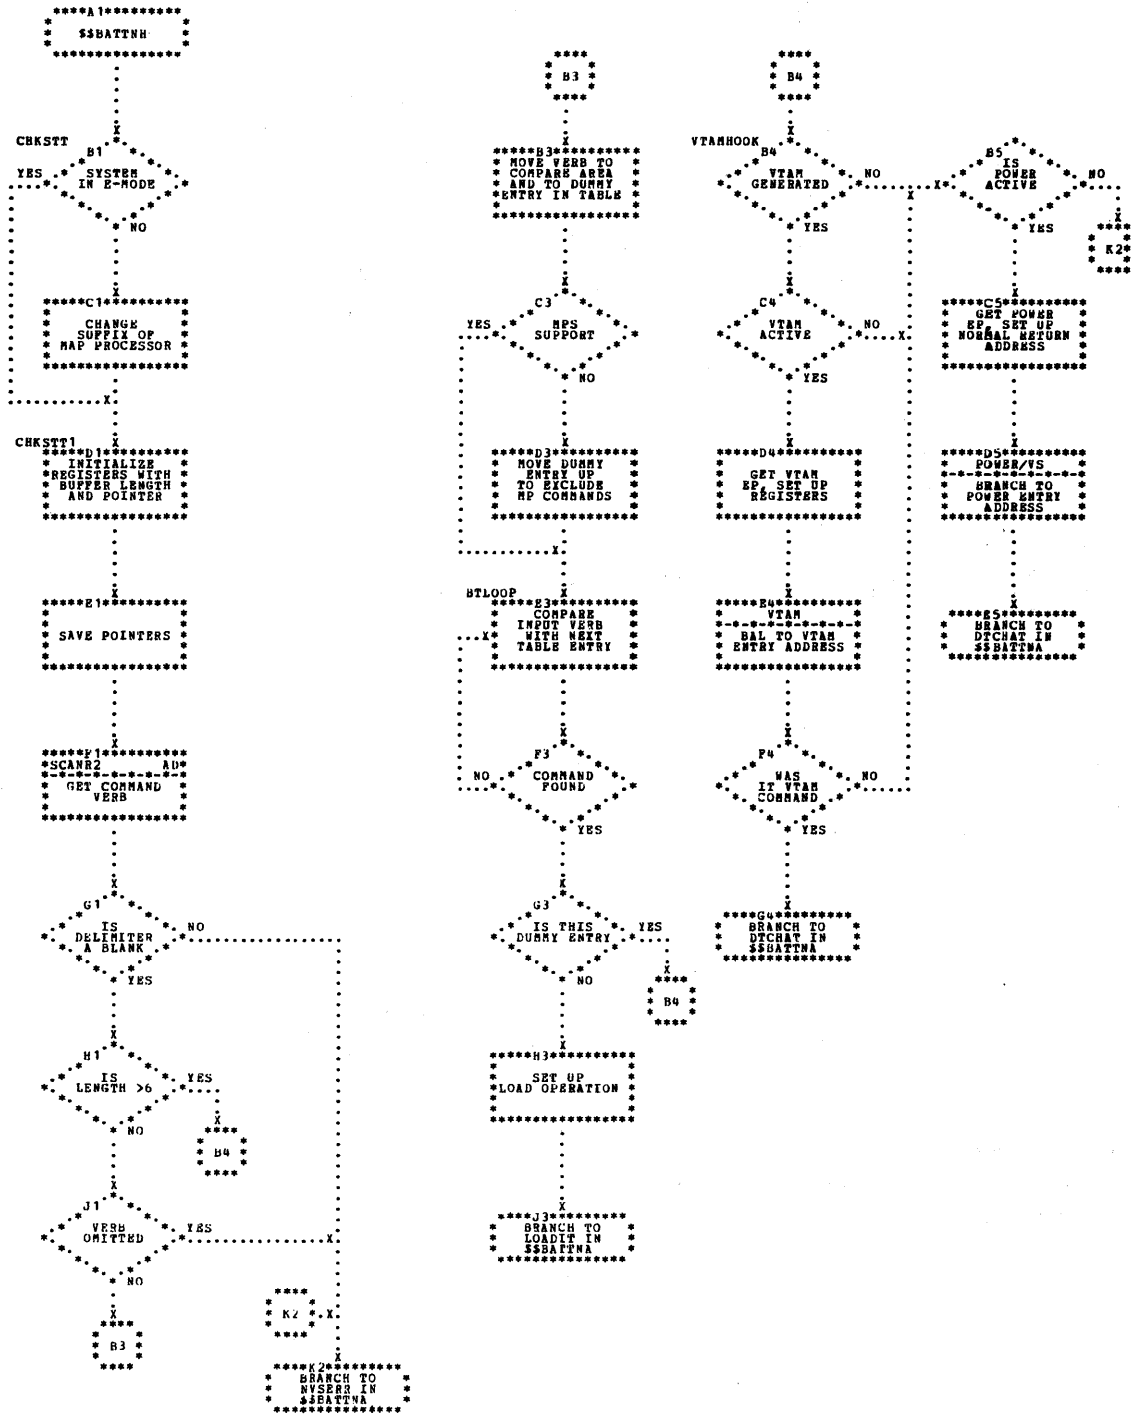 A1
$$BATTNH
CHKSTT
B1
SYSTEM
IN E-MODE
YES
NO
C1
CHANGE
SUFFIX OF
MAP PROCESSOR
CHKSTT1
D1
INITIALIZE
REGISTERS WITH
BUFFER LENGTH
AND POINTER
E1
SAVE POINTERS
F1
SCANR2 AD
GET COMMAND
VERB
G1
IS
DELIMITER
A BLANK
NO
YES
H1
IS
LENGTH >6
YES
NO
B4
J1
VERB
OMITTED
YES
NO
B3
K2
K2
BRANCH TO
NVSERR IN
$$BATTNA
B3
B3
MOVE VERB TO
COMPARE AREA
AND TO DUMMY
ENTRY IN TABLE
C3
MPS
SUPPORT
YES
NO
D3
MOVE DUMMY
ENTRY UP
TO EXCLUDE
MP COMMANDS
BTLOOP
E3
COMPARE
INPUT VERB
WITH NEXT
TABLE ENTRY
F3
COMMAND
FOUND
NO
YES
G3
IS THIS
DUMMY ENTRY
YES
NO
B4
H3
SET UP
LOAD OPERATION
J3
BRANCH TO
LOADIT IN
$$BATTNA
B4
VTAMHOOK
B4
VTAM
GENERATED
NO
YES
C4
VTAM
ACTIVE
NO
YES
D4
GET VTAM
EP, SET UP
REGISTERS
E4
VTAM
BAL TO VTAM
ENTRY ADDRESS
F4
WAS
IT VTAM
COMMAND
NO
YES
G4
BRANCH TO
DTCHAT IN
$$BATTNA
B5
IS
POWER
ACTIVE
NO
YES
K2
C5
GET POWER
EP, SET UP
NORMAL RETURN
ADDRESS
D5
POWER/VS
BRANCH TO
POWER ENTRY
ADDRESS
E5
BRANCH TO
DTCHAT IN
$$BATTNA